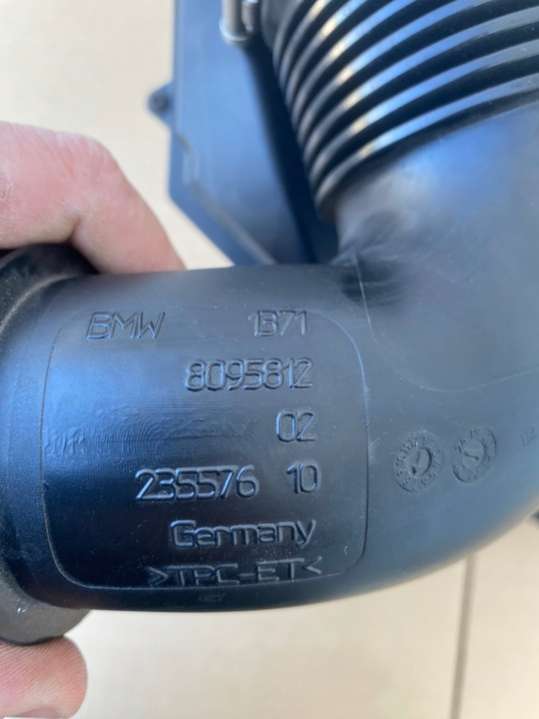 BMW 1371
8095812
02
235576 10
Germany
>TPC-ET<